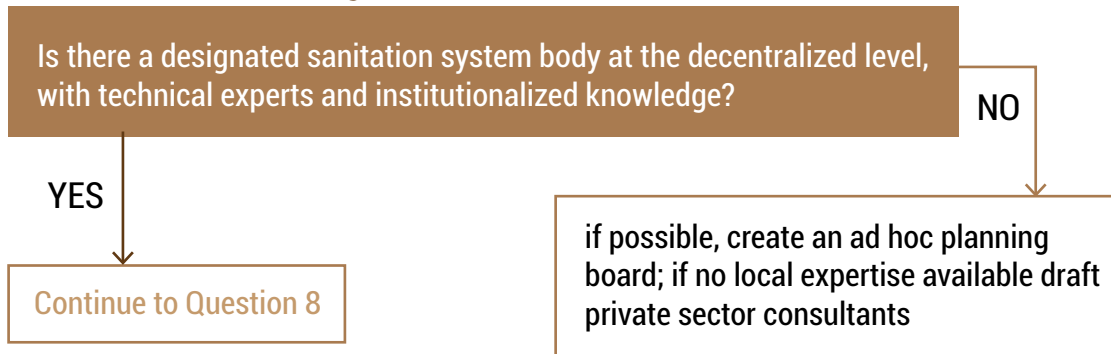 Is there a designated sanitation system body at the decentralized level,
with technical experts and institutionalized knowledge?
NO
YES
if possible, create an ad hoc planning
board; if no local expertise available draft
private sector consultants
Continue to Question 8